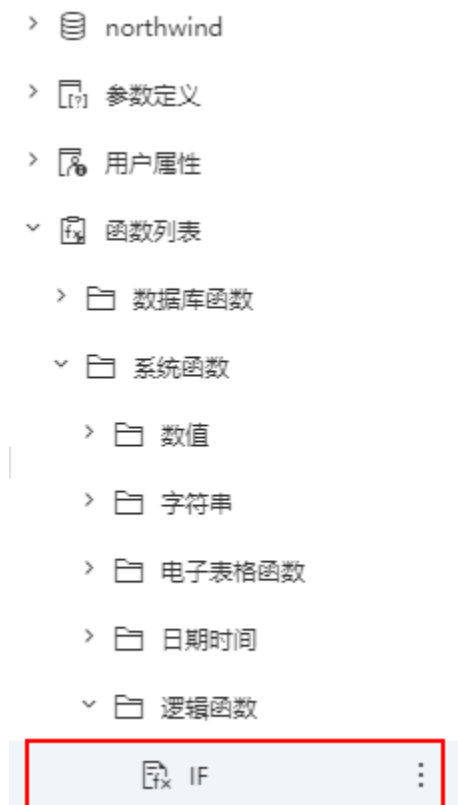 northwind
参数定义
用户属性
函数列表
数据库函数
系统函数
数值
字符串
电子表格函数
日期时间
逻辑函数
IF